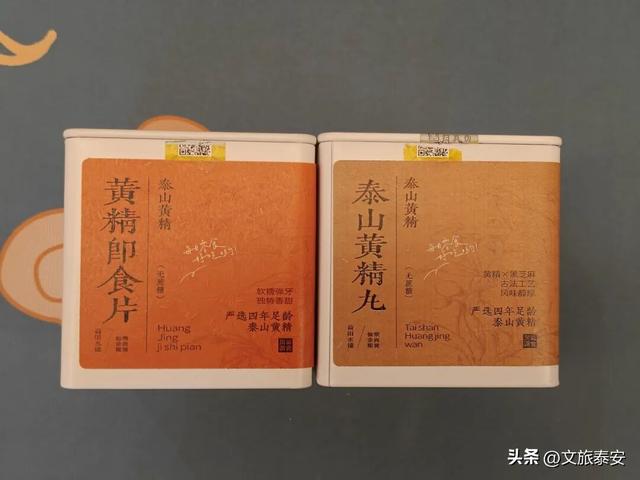 黄精即食片
泰山黄精
(无蔗糖)
软糯弹牙
独特香甜
严选四年足龄
泰山黄精
Huang
Jing
ji shi pian
泰山黄精九
泰山黄精
(无蔗糖)
黄精×黑芝麻
古法工艺
风味醇厚
严选四年足龄
泰山黄精
Taishan
Huangjing
wan
头条 @文旅泰安